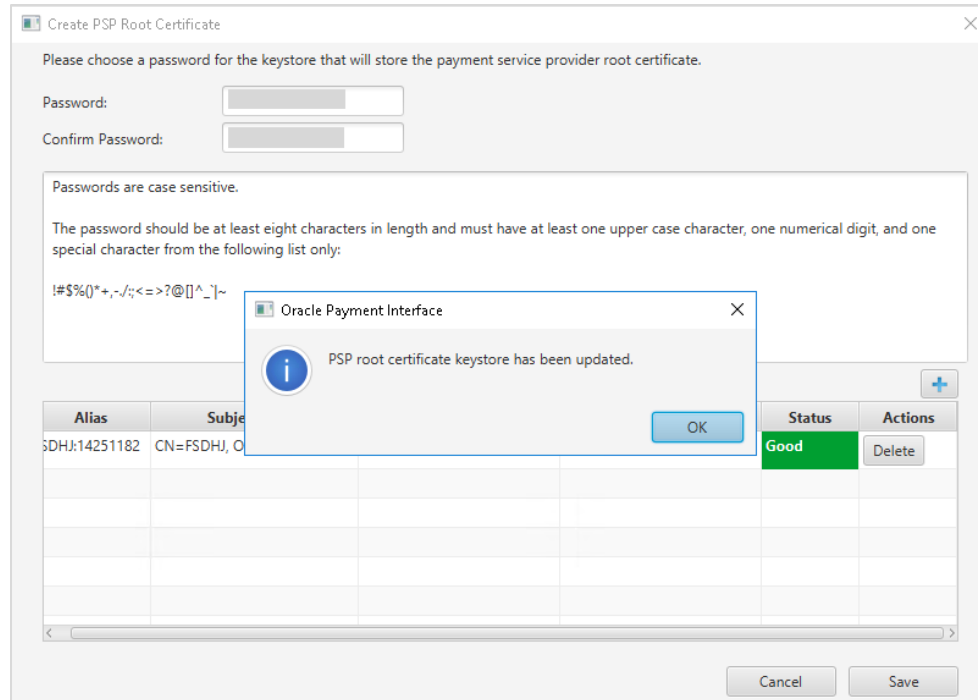 Create PSP Root Certificate
Please choose a password for the keystore that will store the payment service provider root certificate.
Password:
Confirm Password:
Passwords are case sensitive.
The password should be at least eight characters in length and must have at least one upper case character, one numerical digit, and one
special character from the following list only:
!#$%()*+,-./:;<=>?@[]^_`|~
Oracle Payment Interface
PSP root certificate keystore has been updated.
OK
Alias Subje Status Actions
SDHJ:14251182 CN=FSDHJ, O Good Delete
Cancel Save